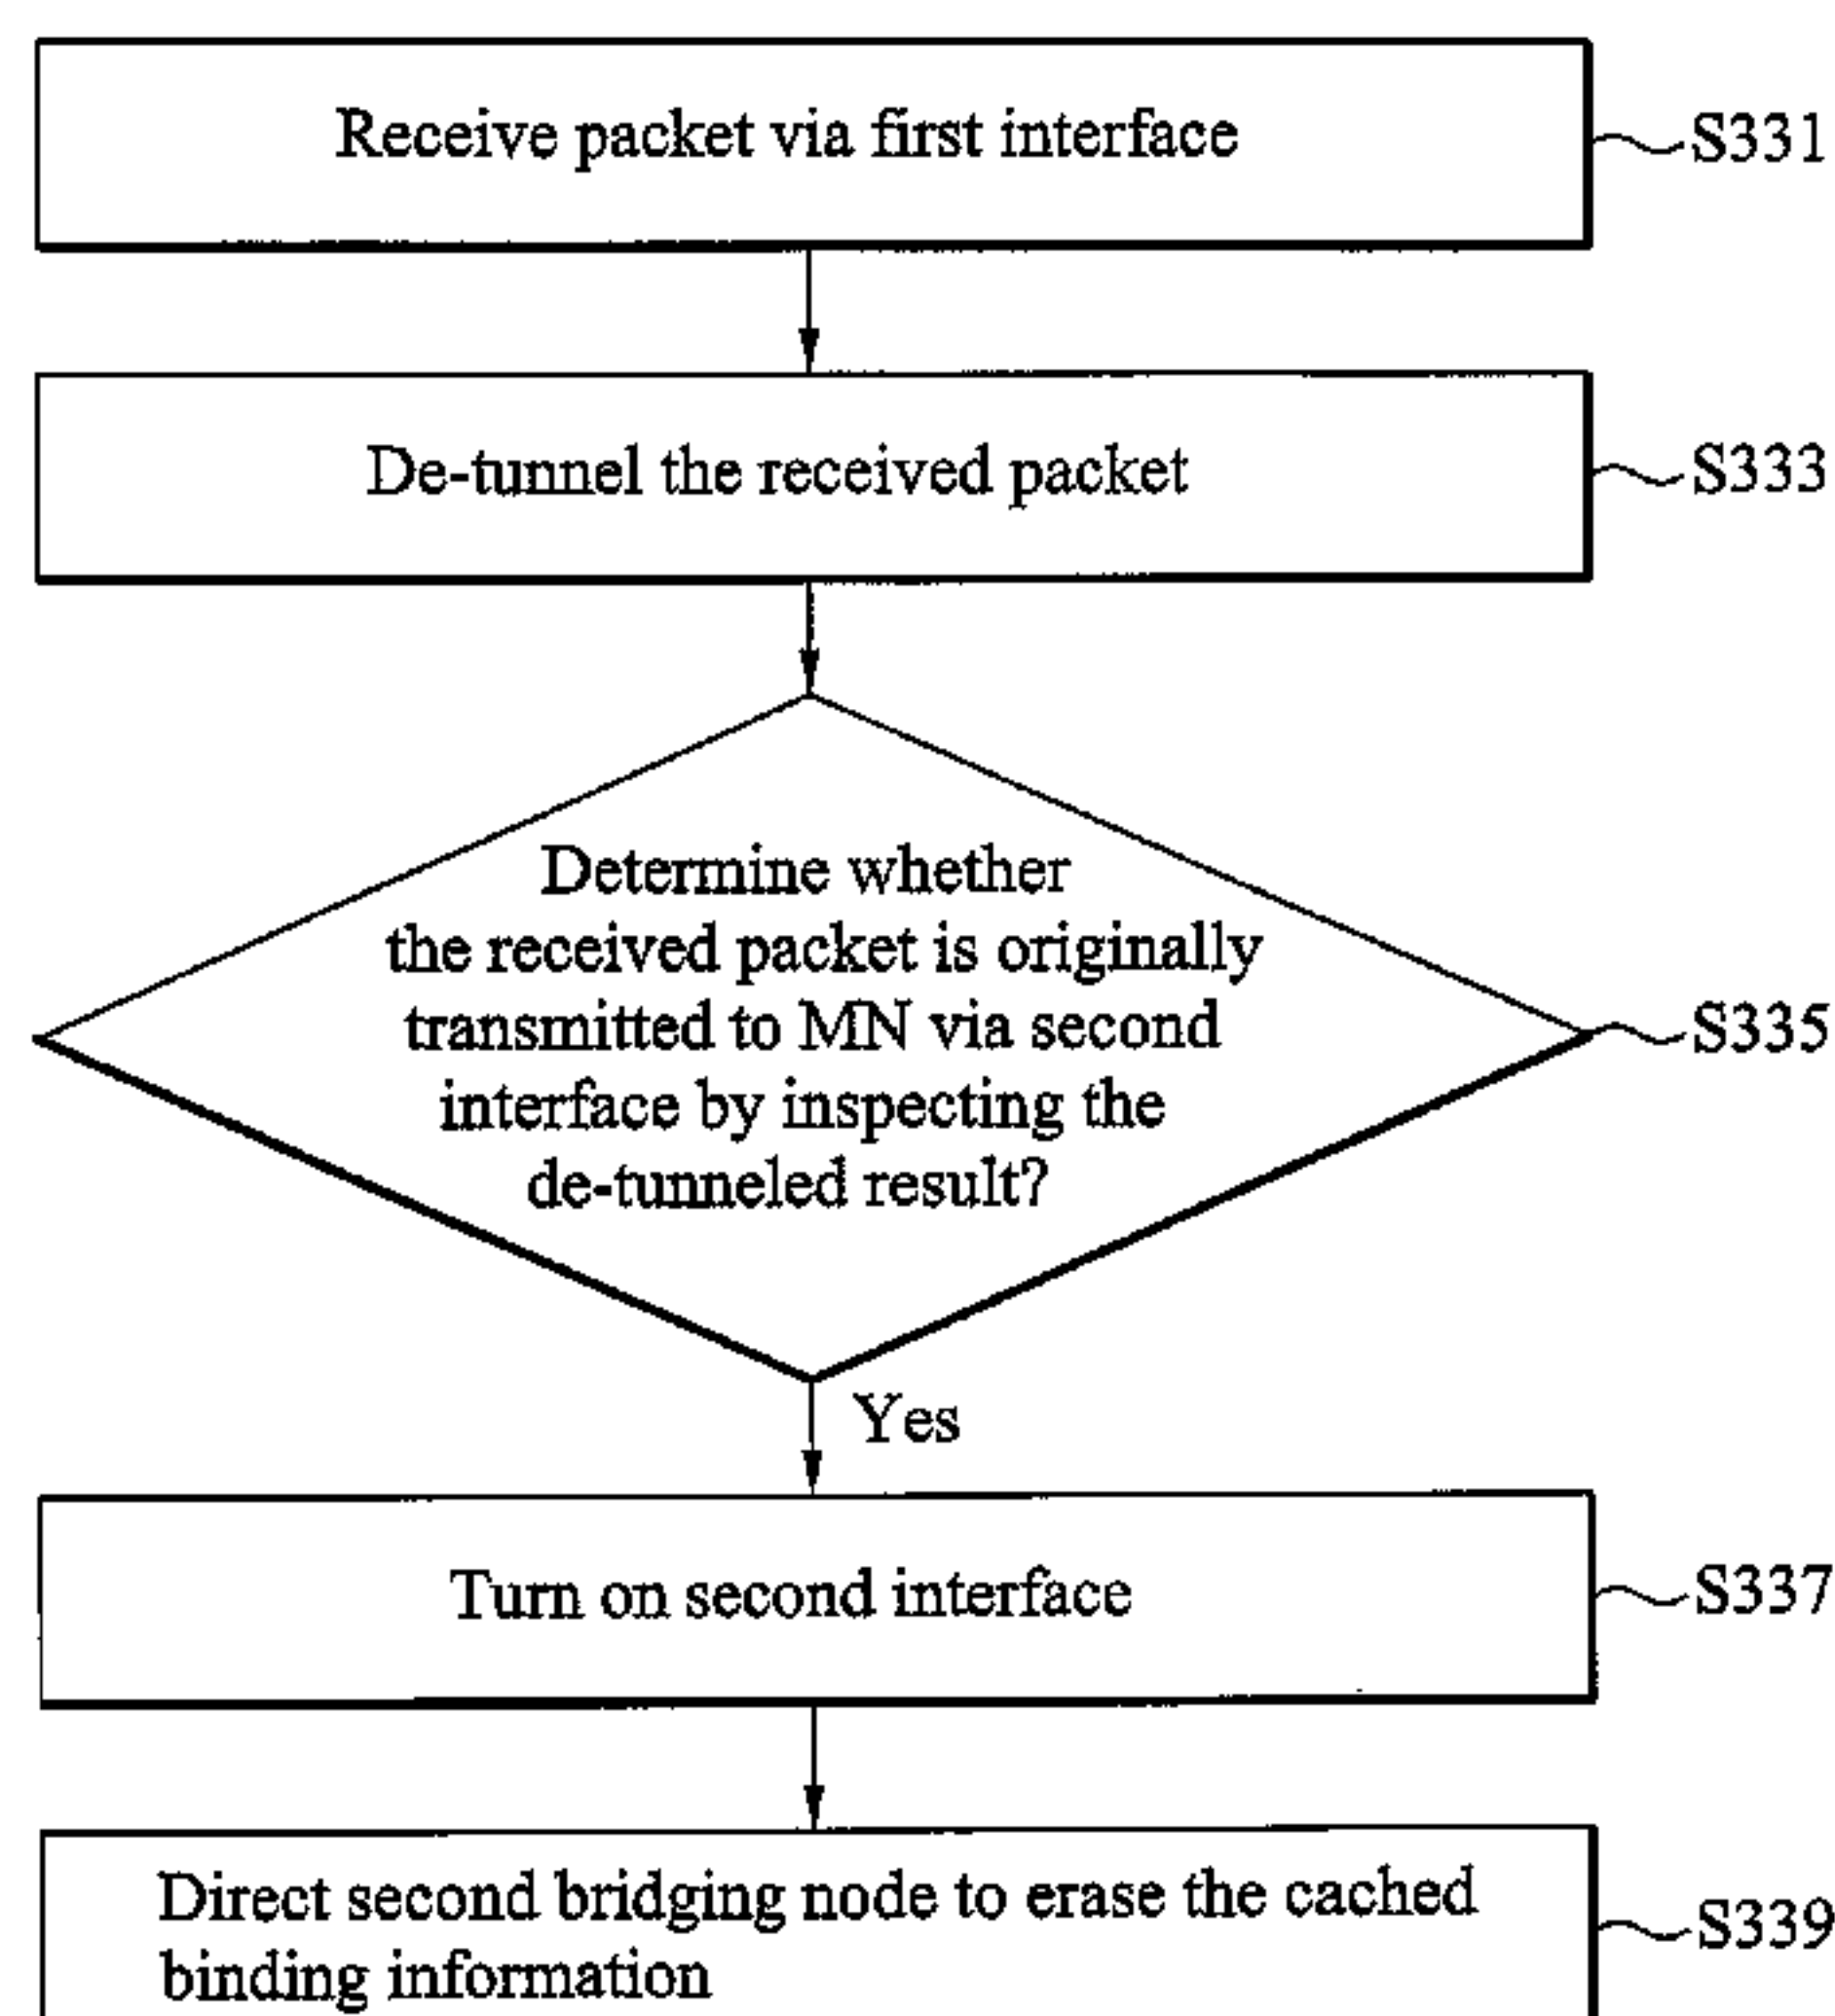 Receive packet via first interface
S331
De-tunnel the received packet
S333
Determine whether
the received packet is originally
transmitted to MN via second
interface by inspecting the
de-tunneled result?
S335
Yes
Turn on second interface
S337
Direct second bridging node to erase the cached
binding information
S339